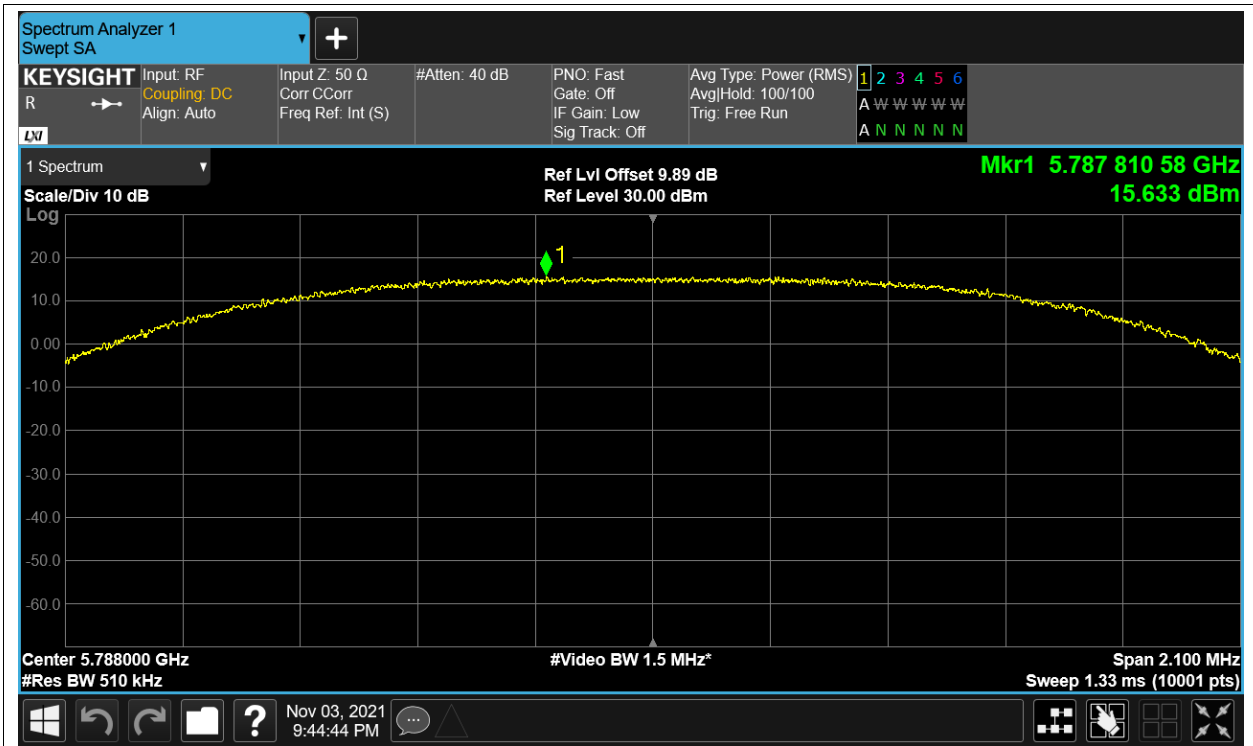 Spectrum Analyzer 1
Swept SA
KEYSIGHT
R
LXI
Input: RF
Coupling: DC
Align: Auto
Input Z: 50 Ω
Corr CCorr
Freq Ref: Int (S)
#Atten: 40 dB
PNO: Fast
Gate: Off
IF Gain: Low
Sig Track: Off
Avg Type: Power (RMS)
Avg|Hold: 100/100
Trig: Free Run
1 2 3 4 5 6
A W W W W W
A N N N N N
1 Spectrum
Scale/Div 10 dB
Log
Ref Lvl Offset 9.89 dB
Ref Level 30.00 dBm
Mkr1 5.787 810 58 GHz
15.633 dBm
1
20.0
10.0
0.00
-10.0
-20.0
-30.0
-40.0
-50.0
-60.0
Center 5.788000 GHz
#Res BW 510 kHz
#Video BW 1.5 MHz*
Span 2.100 MHz
Sweep 1.33 ms (10001 pts)
?
Nov 03, 2021
9:44:44 PM